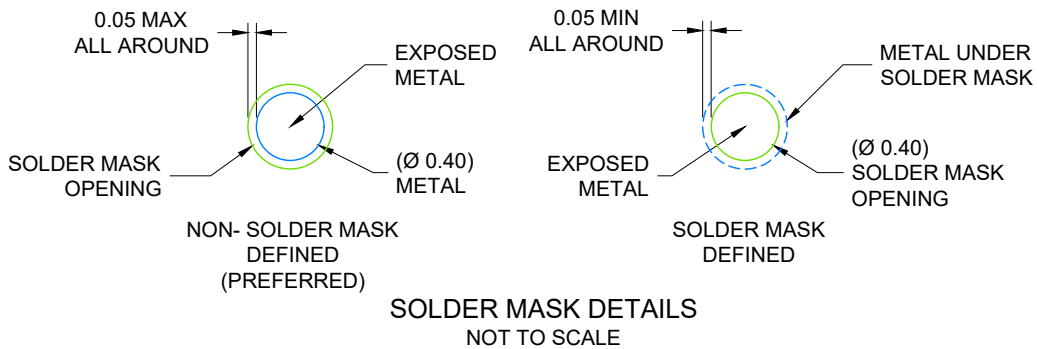 0.05 MAX
ALL AROUND
EXPOSED
METAL
SOLDER MASK
OPENING
(Ø 0.40)
METAL
NON- SOLDER MASK
DEFINED
(PREFERRED)
0.05 MIN
ALL AROUND
METAL UNDER
SOLDER MASK
EXPOSED
METAL
(Ø 0.40)
SOLDER MASK
OPENING
SOLDER MASK
DEFINED
SOLDER MASK DETAILS
NOT TO SCALE